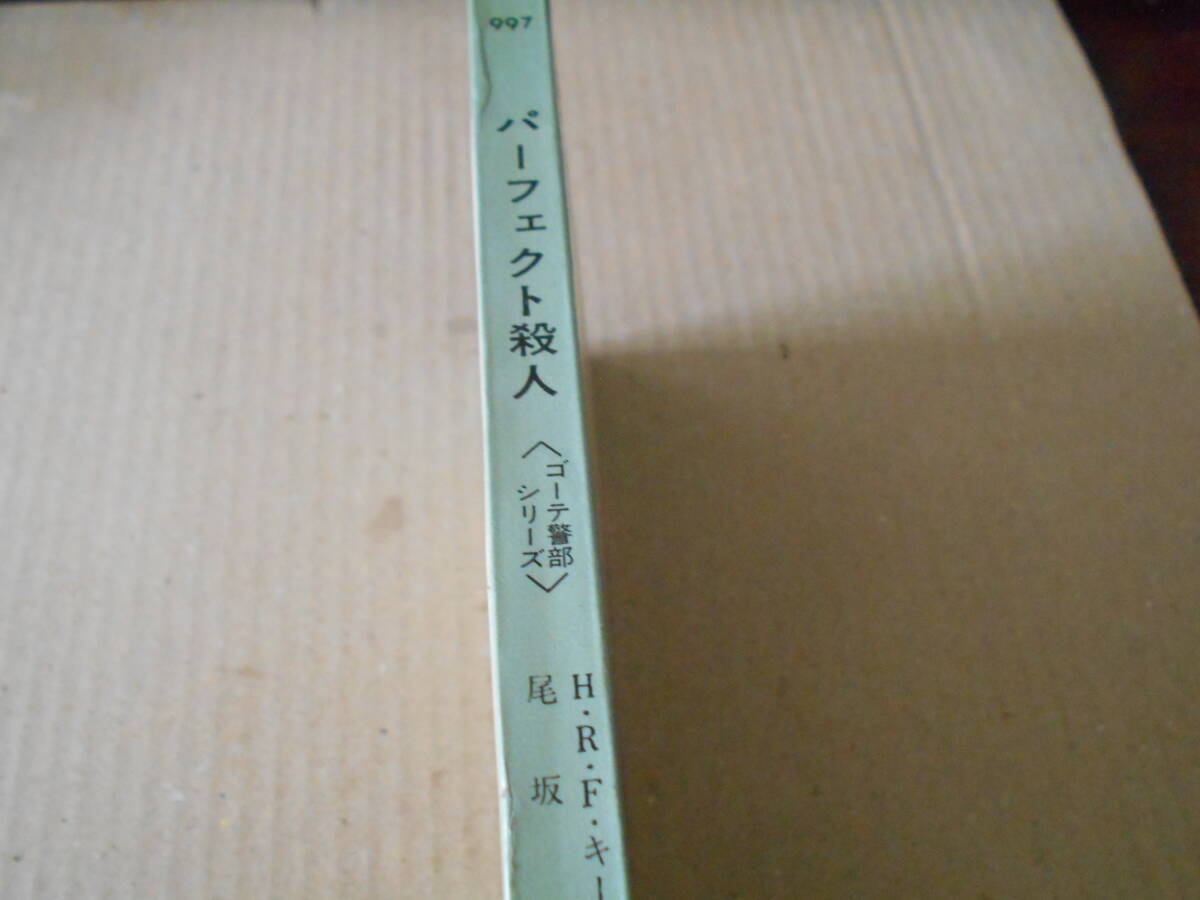 997
パーフェクト殺人
〈ゴーテ警部
シリーズ〉
H・R・F・キー
尾坂